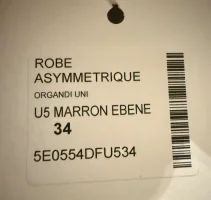 ROBE
ASYMMETRIQUE
ORGANDI UNI
U5 MARRON EBENE
34
5E0554DFU534